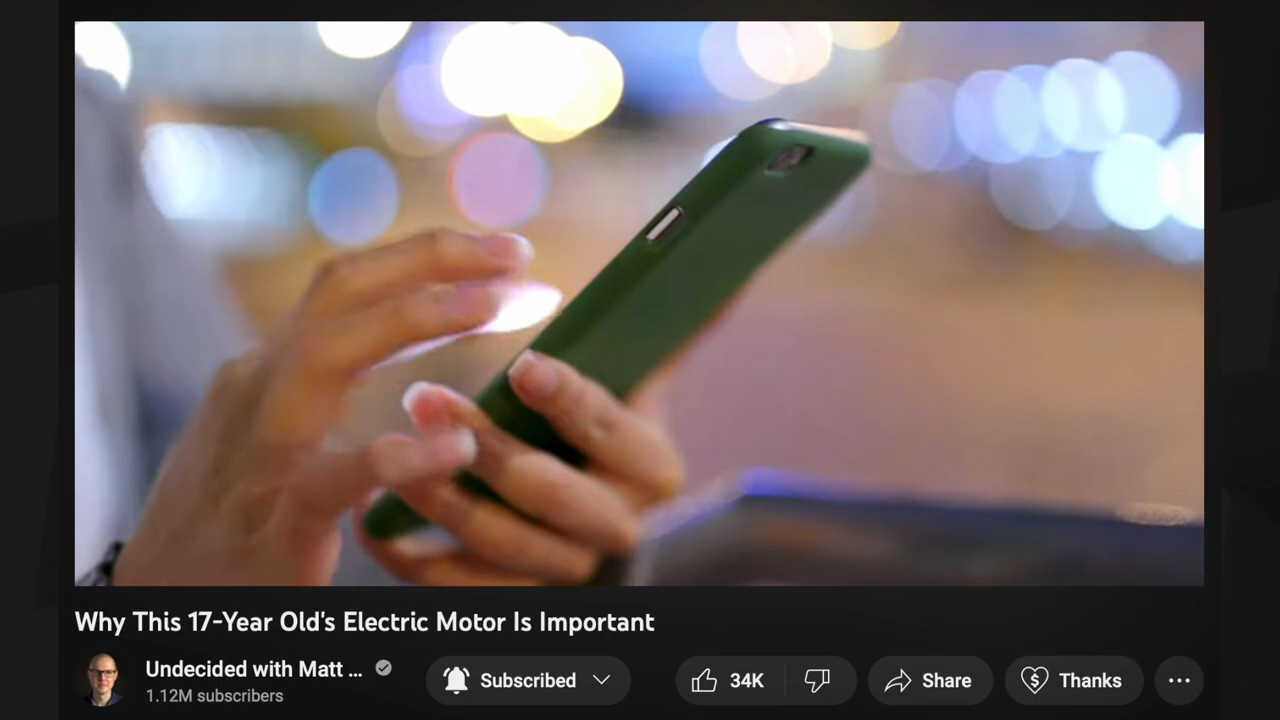 Why This 17-Year Old's Electric Motor Is Important
Undecided with Matt ...
1.12M subscribers
Subscribed
34K
Share
Thanks